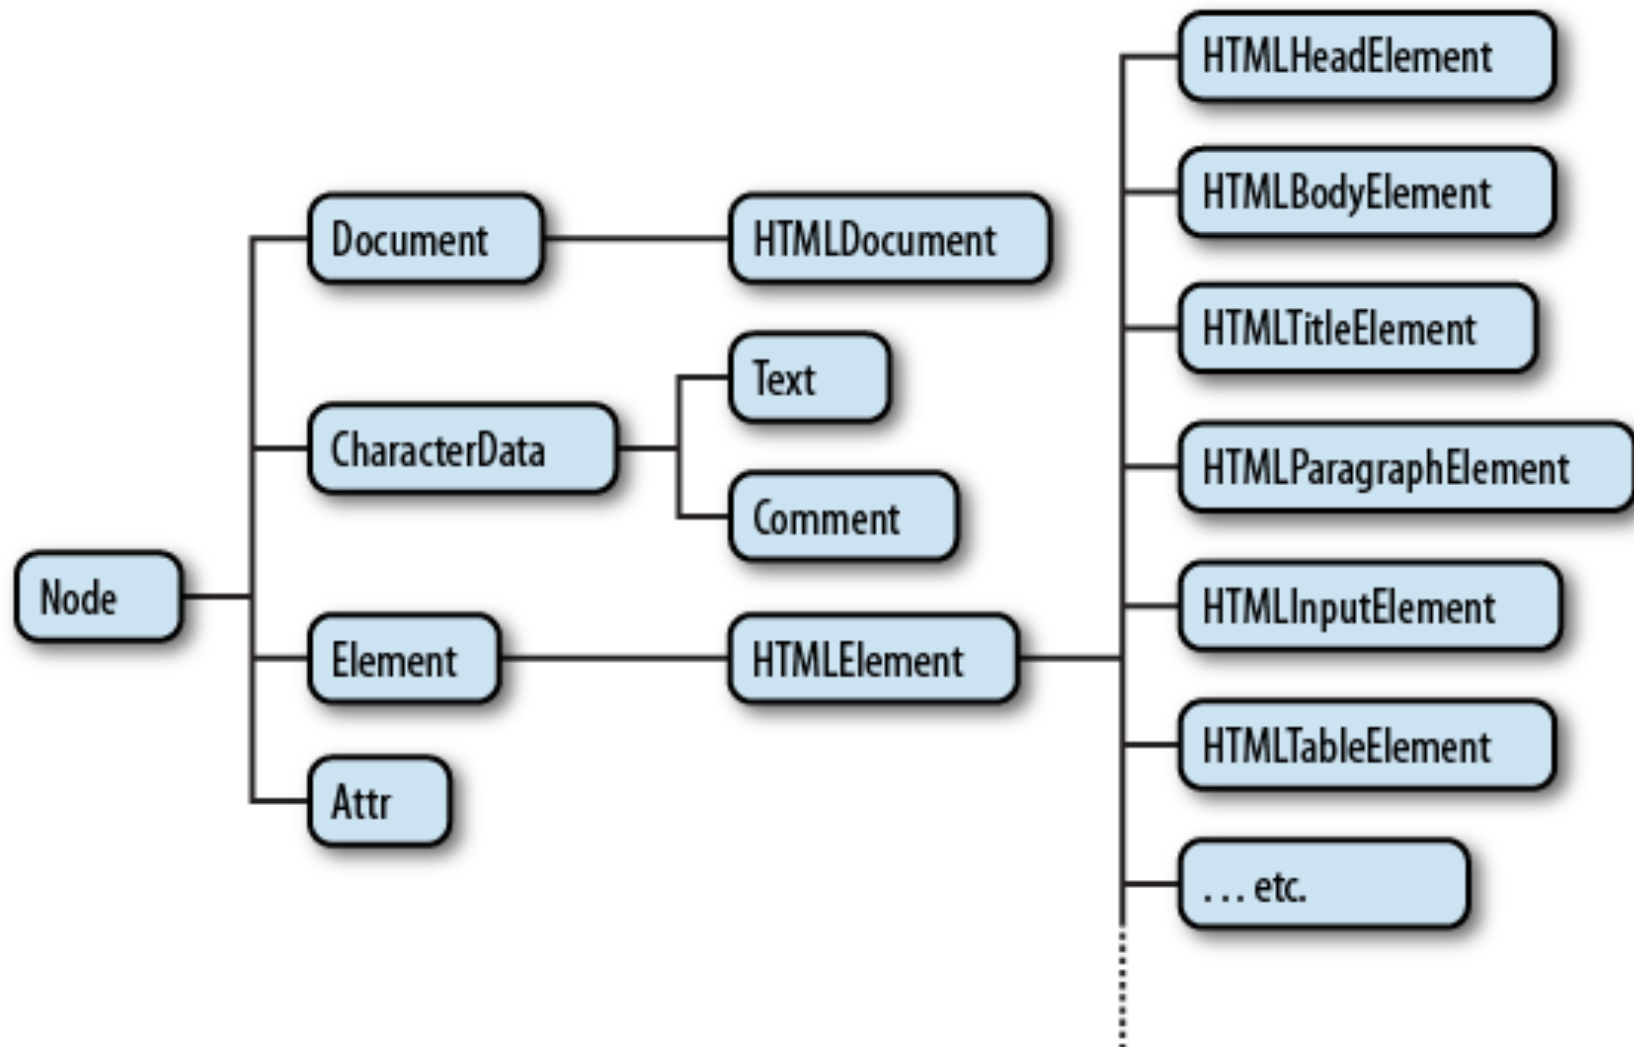 HTMLHeadElement
HTMLBodyElement
Document
HTMLDocument
HTMLTitleElement
Text
CharacterData
HTMLParagraphElement
Comment
Node
HTMLInputElement
Element
HTMLElement
HTMLTableElement
Attr
. . . etc.